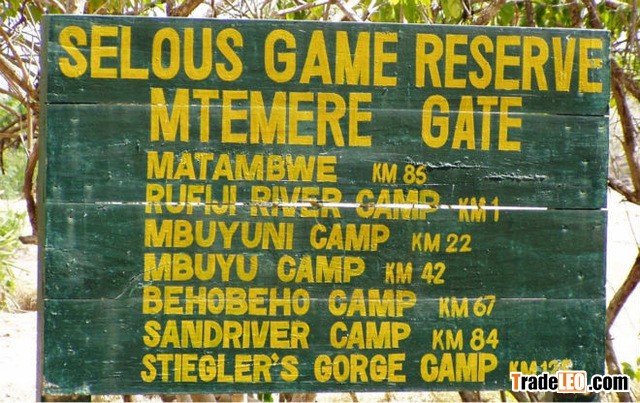 SELOUS GAME RESERVE
MTEMERE GATE
MATAMBWE KM 85
RUFIJI RIVER CAMP KM 1
MBUYUNI CAMP KM 22
MBUYU CAMP KM 42
BEHOBEHO CAMP KM 67
SANDRIVER CAMP KM 84
STIEGLER'S GORGE CAMP KM
TradeLEO.com